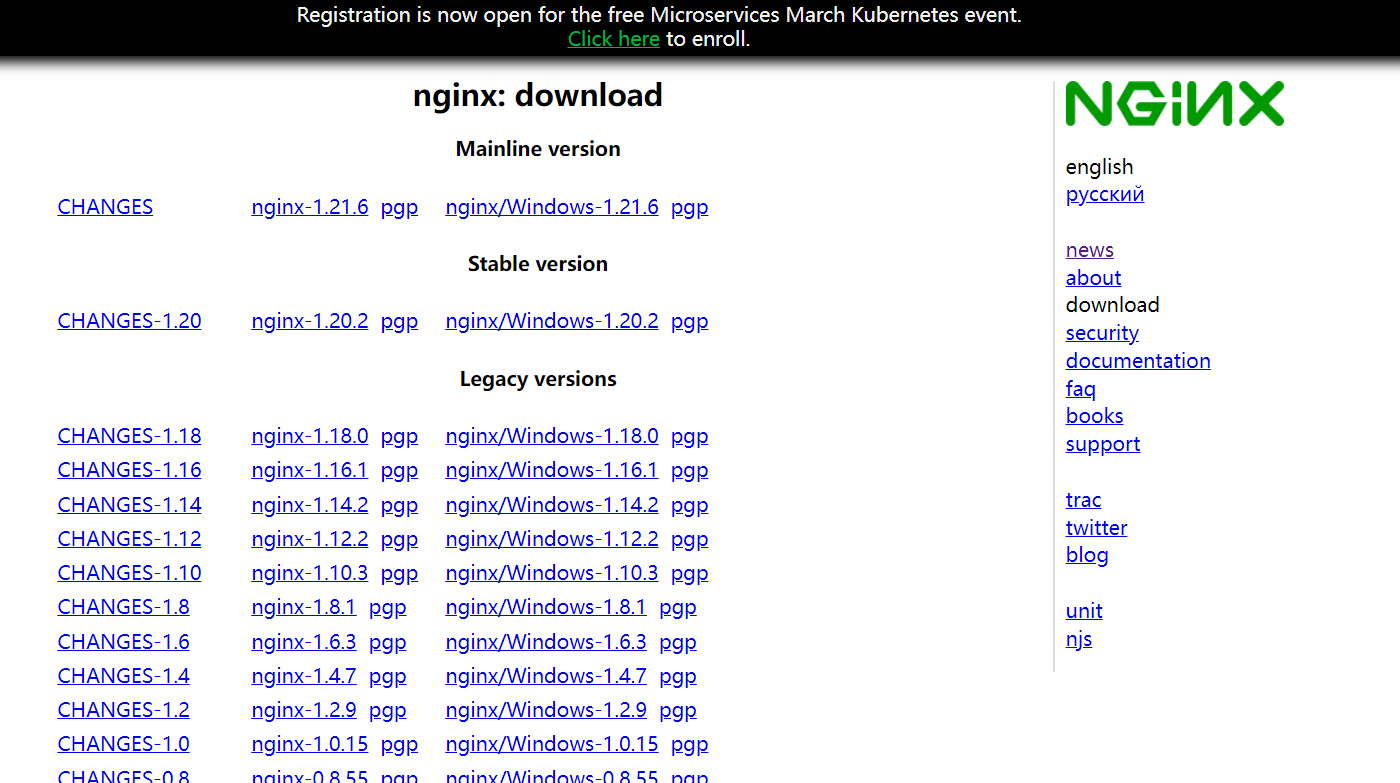 Registration is now open for the free Microservices March Kubernetes event.
Click here to enroll.
nginx: download
Mainline version
CHANGES nginx-1.21.6 pgp nginx/Windows-1.21.6 pgp
Stable version
CHANGES-1.20 nginx-1.20.2 pgp nginx/Windows-1.20.2 pgp
Legacy versions
CHANGES-1.18 nginx-1.18.0 pgp nginx/Windows-1.18.0 pgp
CHANGES-1.16 nginx-1.16.1 pgp nginx/Windows-1.16.1 pgp
CHANGES-1.14 nginx-1.14.2 pgp nginx/Windows-1.14.2 pgp
CHANGES-1.12 nginx-1.12.2 pgp nginx/Windows-1.12.2 pgp
CHANGES-1.10 nginx-1.10.3 pgp nginx/Windows-1.10.3 pgp
CHANGES-1.8 nginx-1.8.1 pgp nginx/Windows-1.8.1 pgp
CHANGES-1.6 nginx-1.6.3 pgp nginx/Windows-1.6.3 pgp
CHANGES-1.4 nginx-1.4.7 pgp nginx/Windows-1.4.7 pgp
CHANGES-1.2 nginx-1.2.9 pgp nginx/Windows-1.2.9 pgp
CHANGES-1.0 nginx-1.0.15 pgp nginx/Windows-1.0.15 pgp
CHANGES-0.8 nginx-0.8.55 pgp nginx/Windows-0.8.55 pgp
NGiNX
english
русский
news
about
download
security
documentation
faq
books
support
trac
twitter
blog
unit
njs